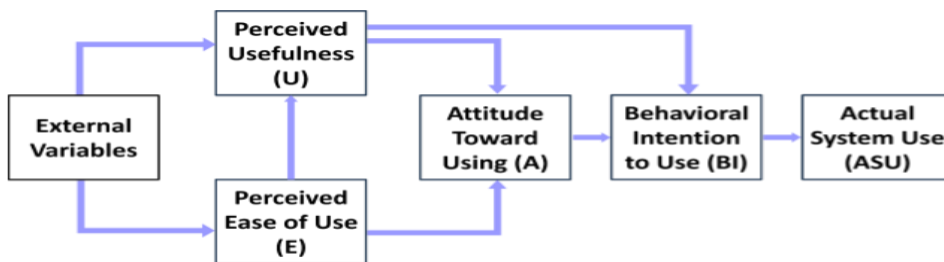 External
Variables
Perceived
Usefulness
(U)
Perceived
Ease of Use
(E)
Attitude
Toward
Using (A)
Behavioral
Intention
to Use (BI)
Actual
System Use
(ASU)